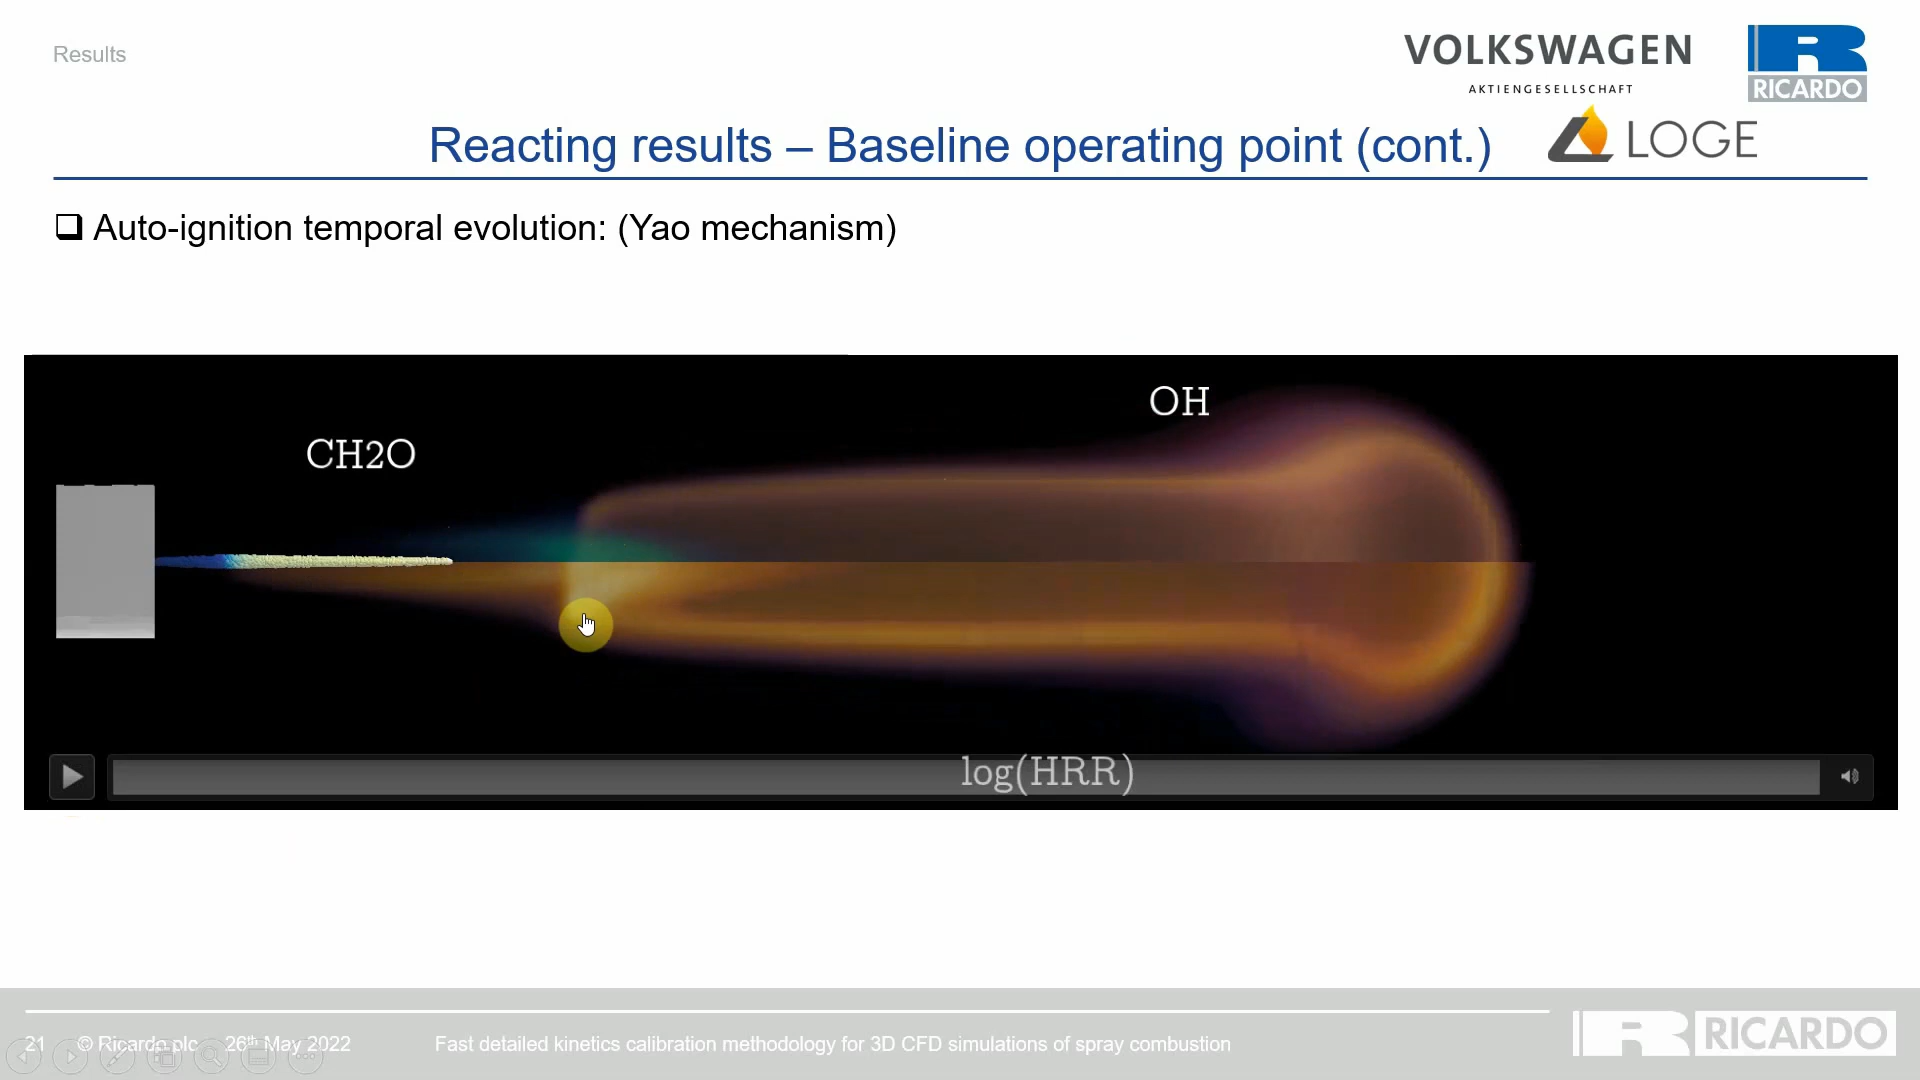 Results
VOLKSWAGEN
AKTIENGESELLSCHAFT
RICARDO
Reacting results – Baseline operating point (cont.)
LOGE
Auto-ignition temporal evolution: (Yao mechanism)
OH
CH2O
log(HRR)
21 © Ricardo plc 26th May 2022 Fast detailed kinetics calibration methodology for 3D CFD simulations of spray combustion
RICARDO